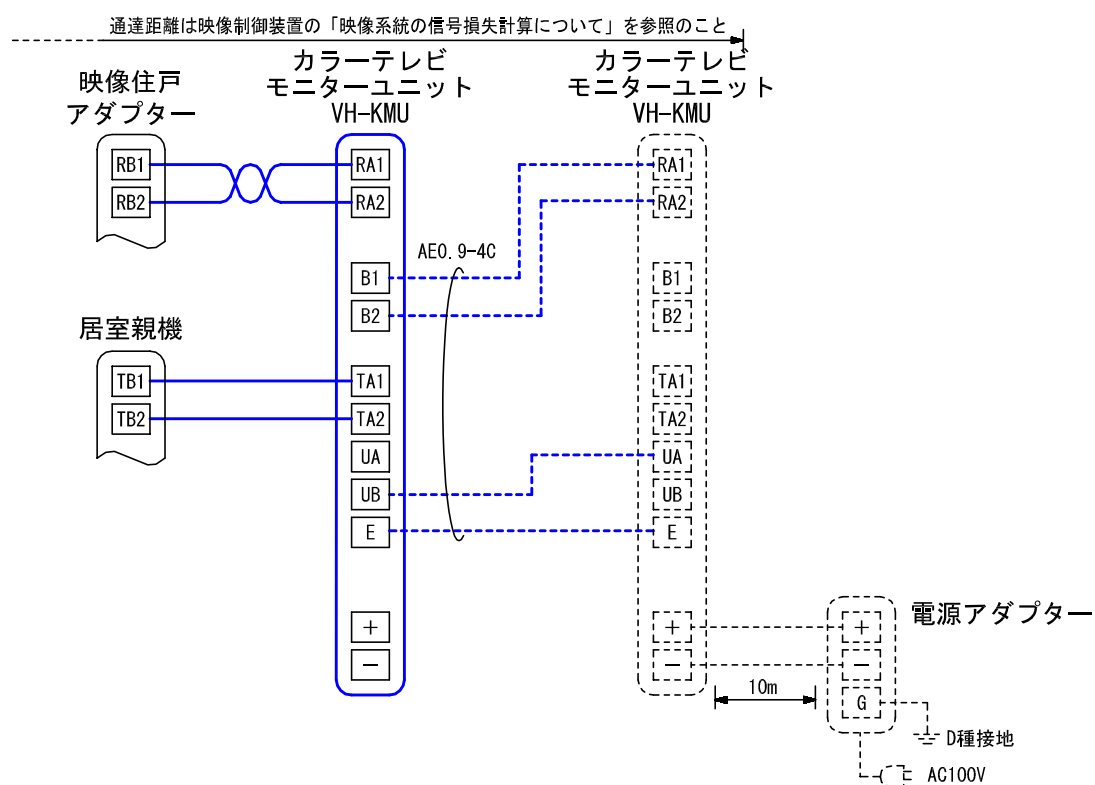 通達距離は映像制御装置の「映像系統の信号損失計算について」を参照のこと
映像住戸
アダプター
RB1
RB2
居室親機
TB1
TB2
カラーテレビ
モニターユニット
VH-KMU
RA1
RA2
B1
B2
TA1
TA2
UA
UB
E
+
−
AE0.9-4C
カラーテレビ
モニターユニット
VH-KMU
RA1
RA2
B1
B2
TA1
TA2
UA
UB
E
+
−
10m
電源アダプター
+
−
G
D種接地
AC100V